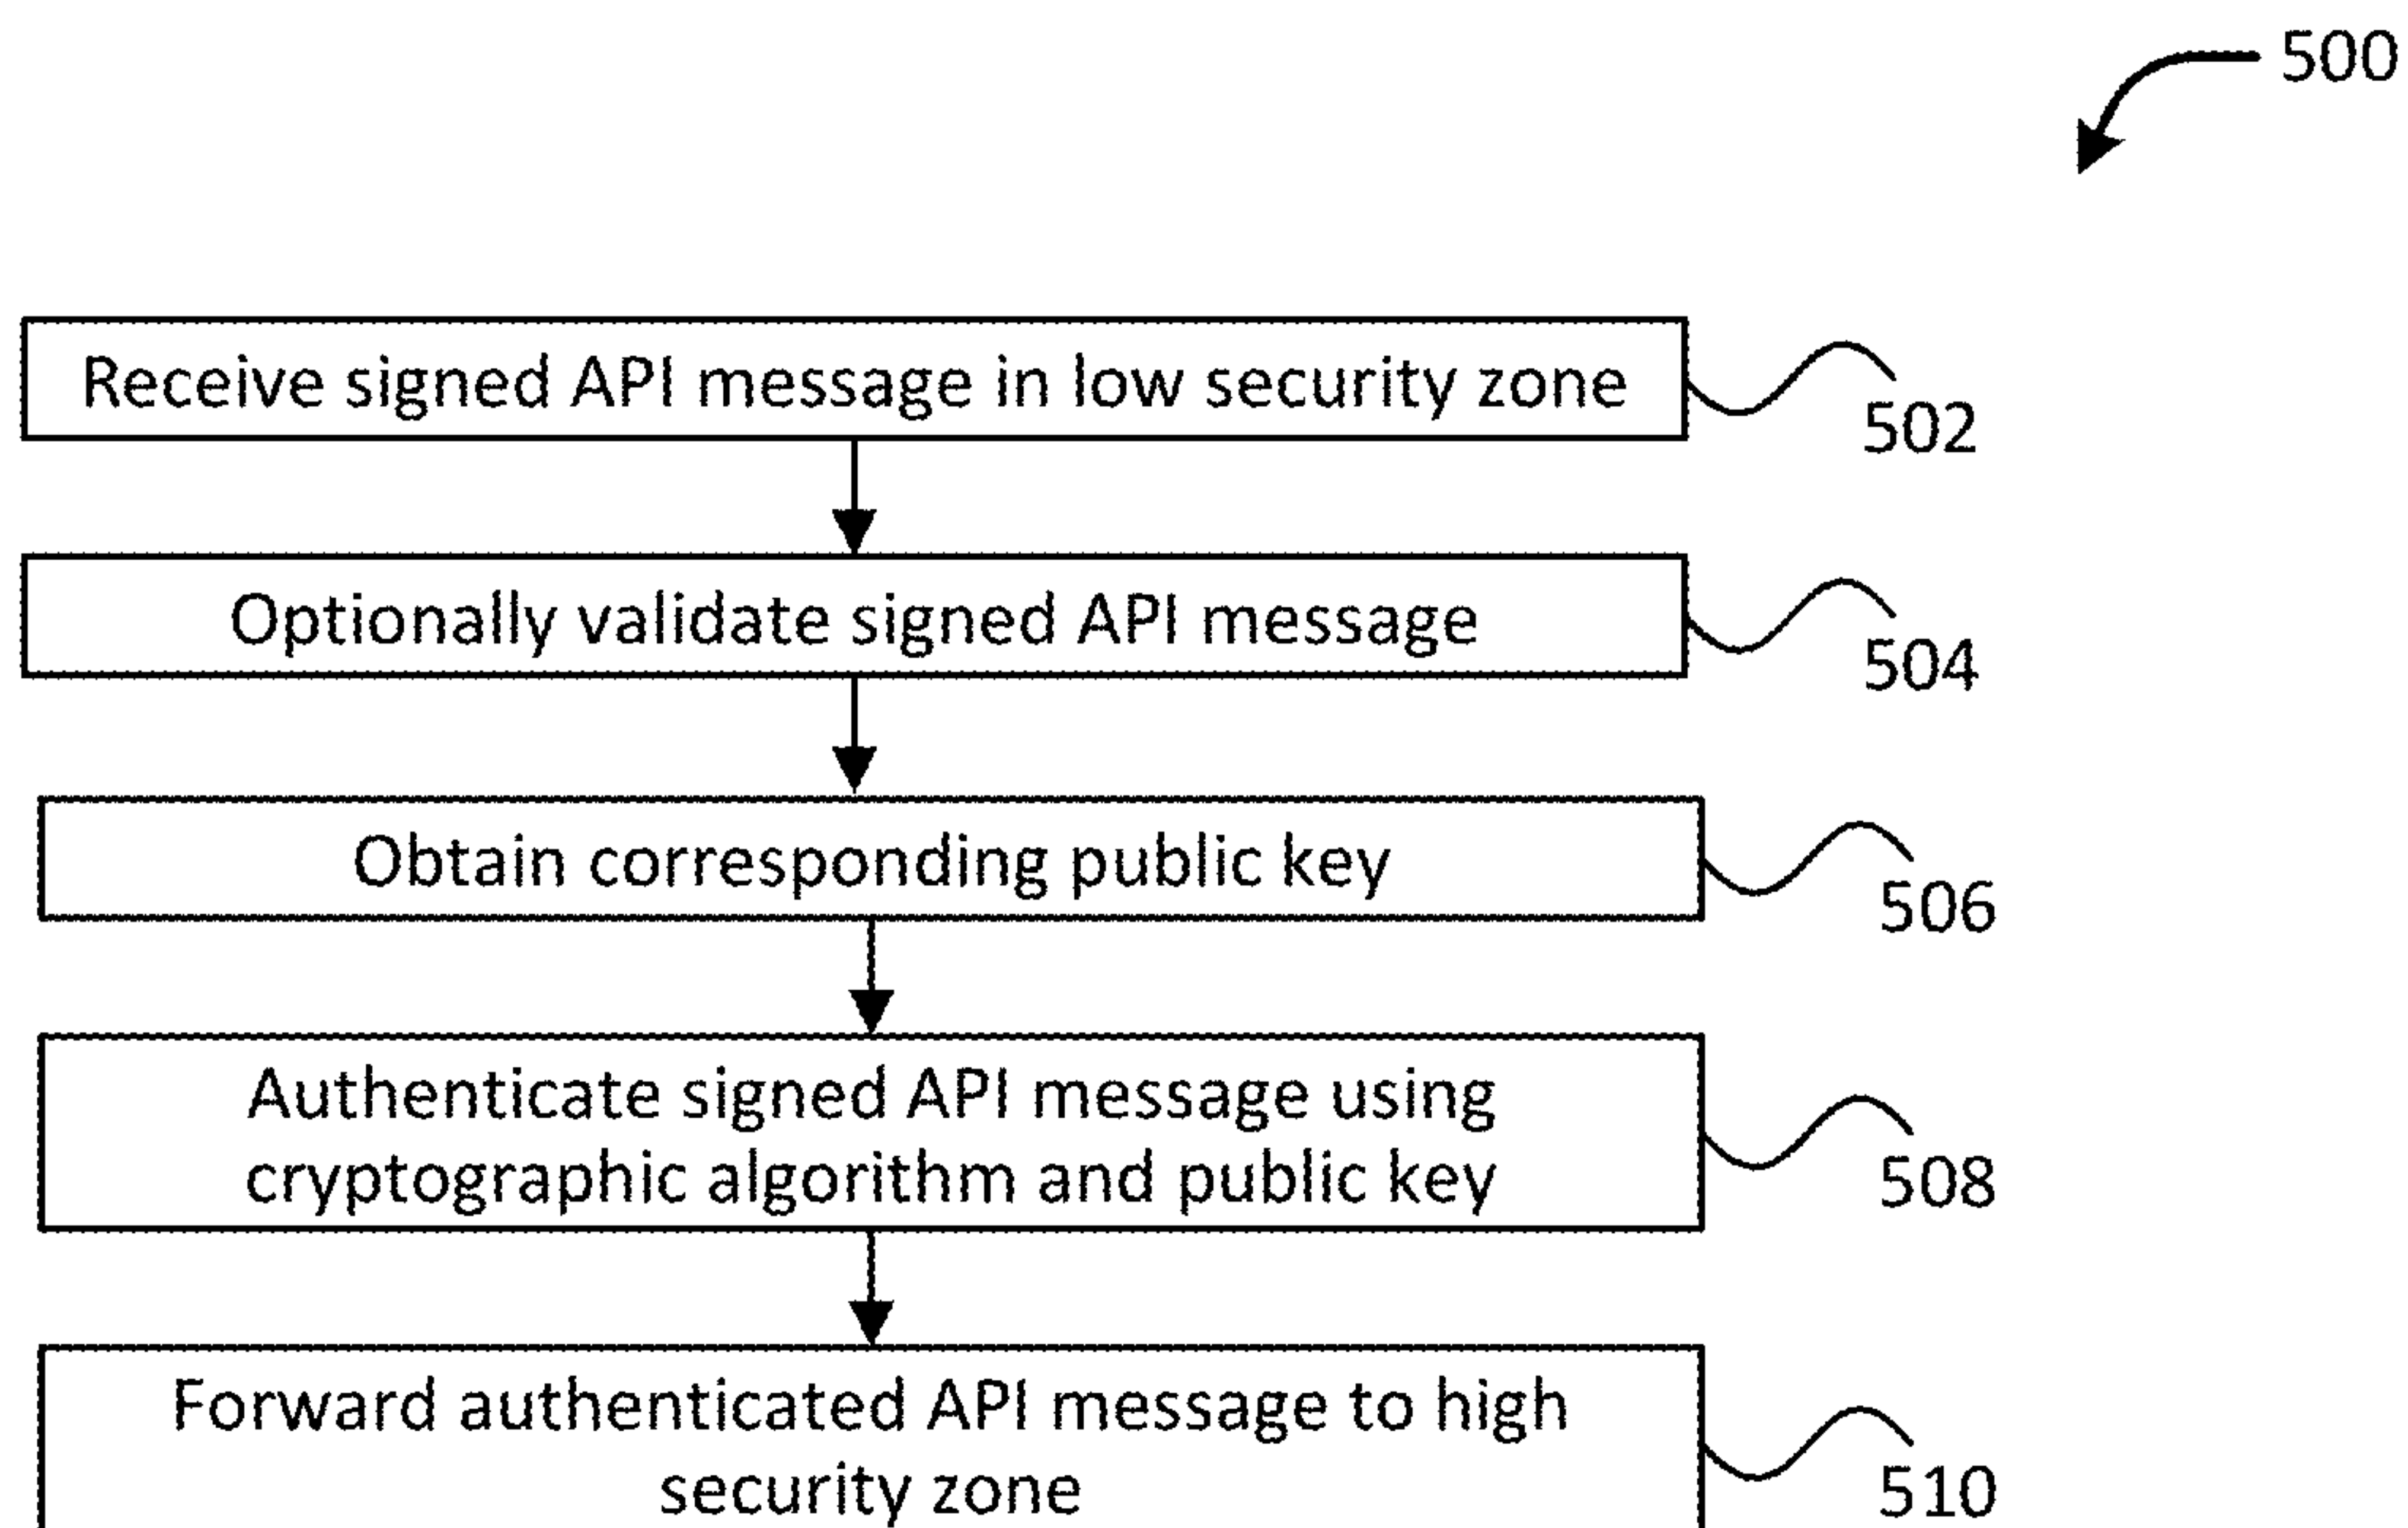 500
Receive signed API message in low security zone
502
Optionally validate signed API message
504
Obtain corresponding public key
506
Authenticate signed API message using
cryptographic algorithm and public key
508
Forward authenticated API message to high
security zone
510